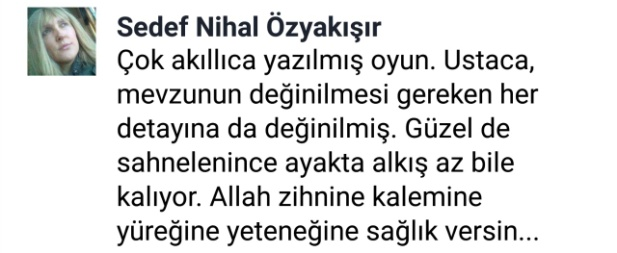 Sedef Nihal Özyakışır
Çok akıllıca yazılmış oyun. Ustaca,
mevzunun değinilmesi gereken her
detayına da değinilmiş. Güzel de
sahnelenince ayakta alkış az bile
kalıyor. Allah zihnine kalemine
yüreğine yeteneğine sağlık versin...